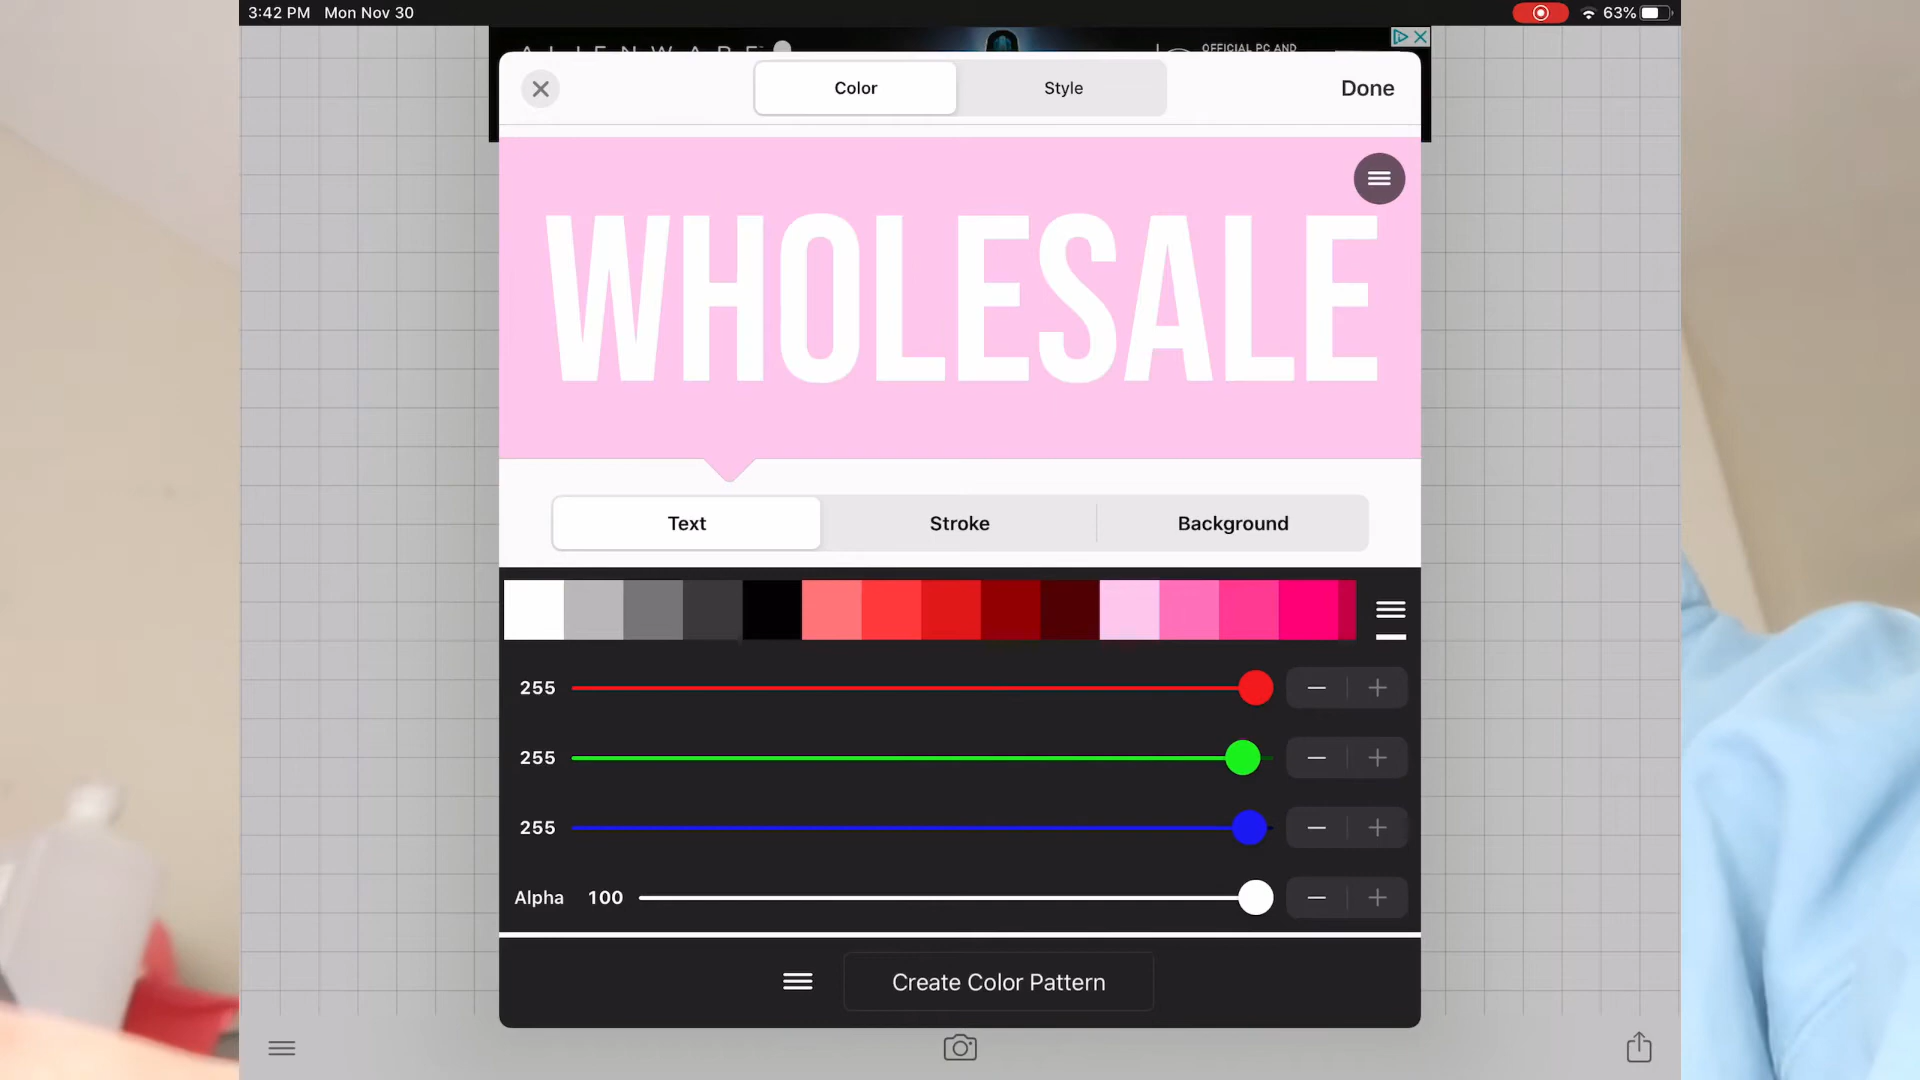 3:42 PM Mon Nov 30
63%
ALIENWARE
OFFICIAL PC AND
Color
Style
Done
WHOLESALE
Text
Stroke
Background
255
255
255
Alpha 100
Create Color Pattern